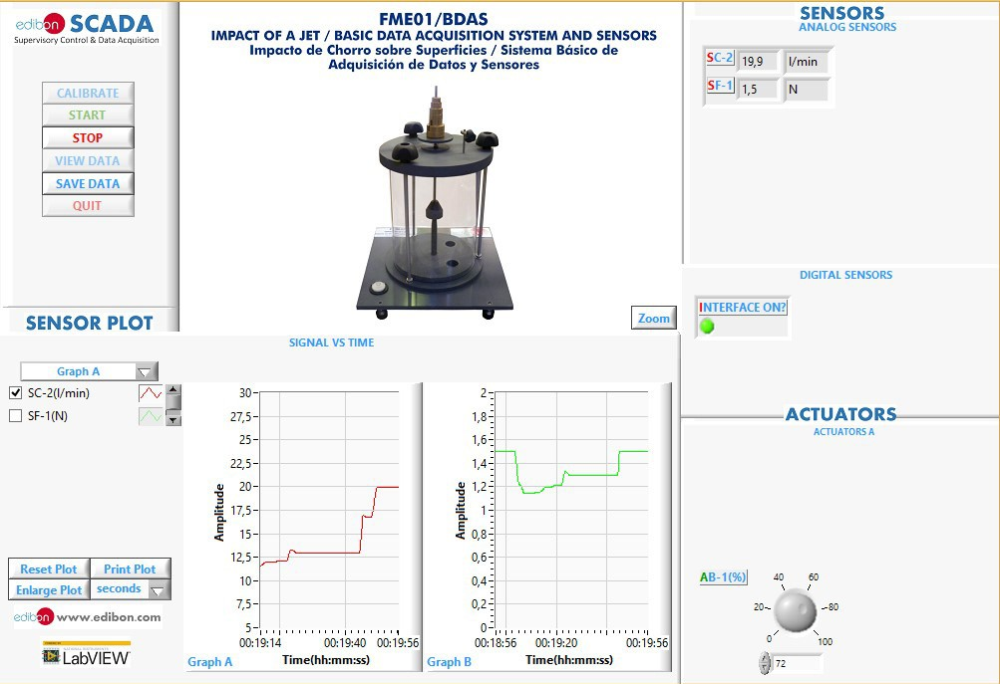 edibon SCADA
Supervisory Control & Data Acquisition
CALIBRATE
START
STOP
VIEW DATA
SAVE DATA
QUIT
FME01/BDAS
IMPACT OF A JET / BASIC DATA ACQUISITION SYSTEM AND SENSORS
Impacto de Chorro sobre Superficies / Sistema Básico de
Adquisición de Datos y Sensores
Zoom
SENSORS
ANALOG SENSORS
SC-2 19,9 l/min
SF-1 1,5 N
DIGITAL SENSORS
INTERFACE ON?
SENSOR PLOT
SIGNAL VS TIME
Graph A
SC-2(l/min)
SF-1(N)
Reset Plot Print Plot
Enlarge Plot seconds
edibon www.edibon.com
LabVIEW
Amplitude
30
27,5
25
22,5
20
17,5
15
12,5
10
7,5
5
00:19:14 00:19:40 00:19:56
Time(hh:mm:ss)
Graph A
Amplitude
2
1,8
1,6
1,4
1,2
1
0,8
0,6
0,4
0,2
0
00:18:56 00:19:20 00:19:56
Time(hh:mm:ss)
Graph B
ACTUATORS
ACTUATORS A
AB-1(%)
0
20
40
60
80
100
72